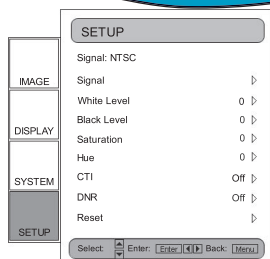 SETUP
Signal: NTSC
Signal
White Level 0
Black Level 0
Saturation 0
Hue 0
CTI Off
DNR Off
Reset
IMAGE
DISPLAY
SYSTEM
SETUP
Select: Enter: Enter Back: Menu